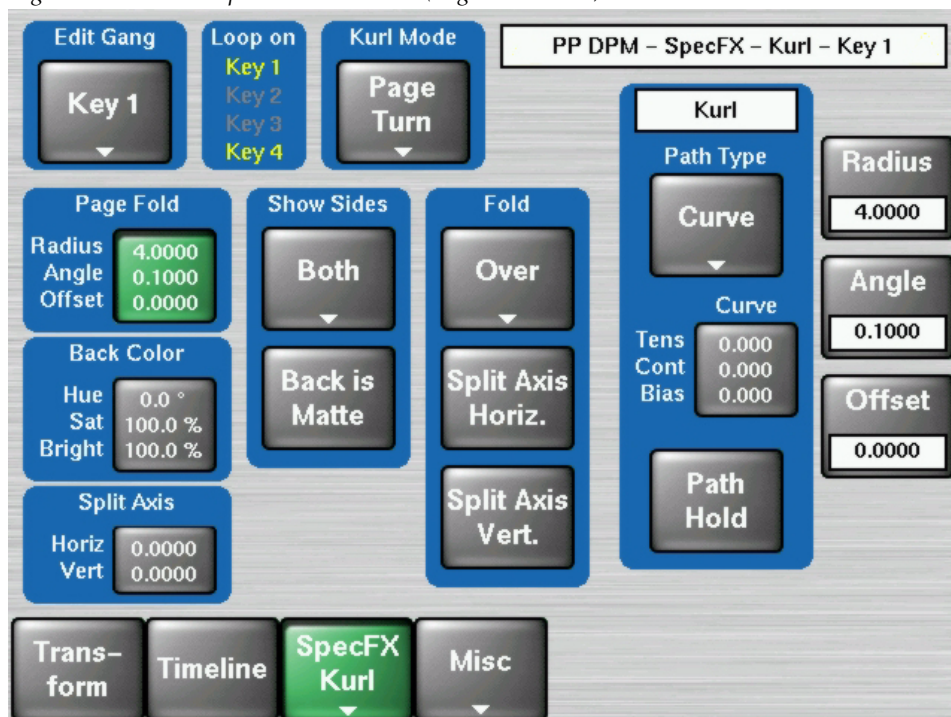 Edit Gang
Key 1
Loop on
Key 1
Key 2
Key 3
Key 4
Kurl Mode
Page
Turn
PP DPM – SpecFX – Kurl – Key 1
Page Fold
Radius 4.0000
Angle 0.1000
Offset 0.0000
Back Color
Hue 0.0 °
Sat 100.0 %
Bright 100.0 %
Split Axis
Horiz 0.0000
Vert 0.0000
Show Sides
Both
Back is
Matte
Fold
Over
Split Axis
Horiz.
Split Axis
Vert.
Kurl
Path Type
Curve
Curve
Tens 0.000
Cont 0.000
Bias 0.000
Path
Hold
Radius
4.0000
Angle
0.1000
Offset
0.0000
Trans–
form
Timeline
SpecFX
Kurl
Misc